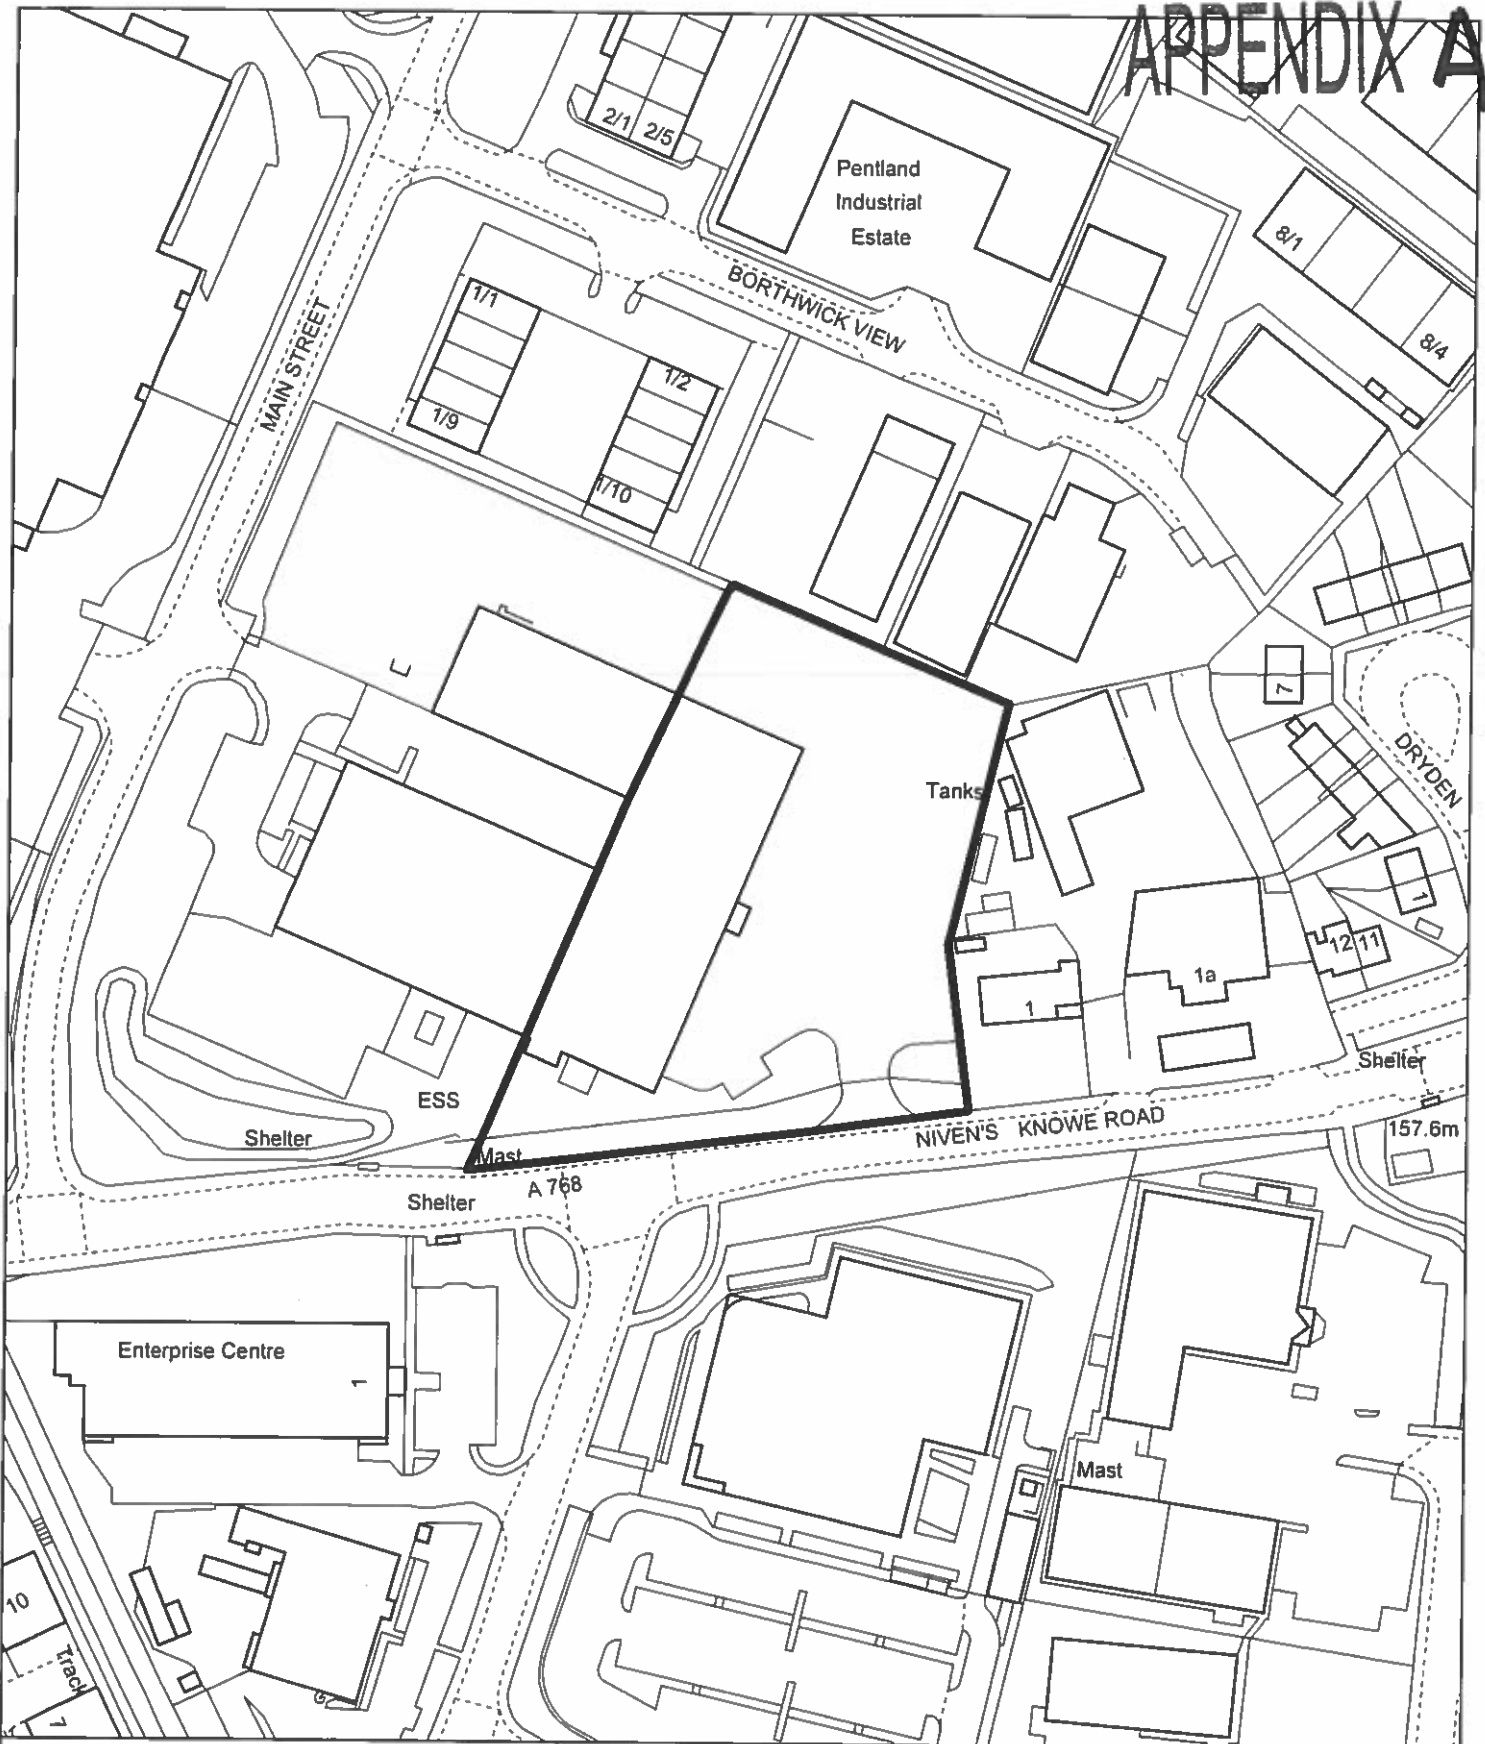 APPENDIX A
2/1
2/5
Pentland
Industrial
Estate
8/1
8/4
BORTHWICK VIEW
MAIN STREET
1/1
1/2
1/9
1/10
7
DRYDEN
Tanks
1
12
11
1a
1
Shelter
ESS
Shelter
Mast
NIVEN'S KNOWE ROAD
157.6m
A 768
Shelter
Enterprise Centre
1
Mast
10
Track
7